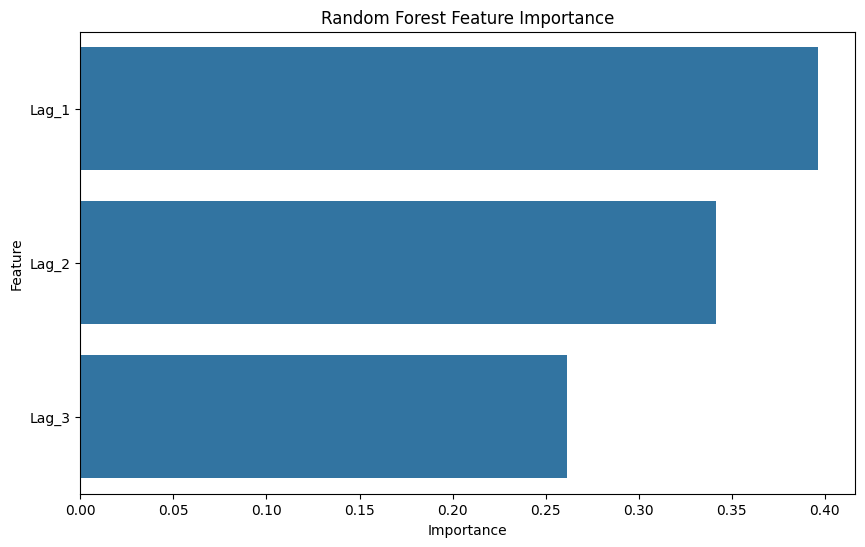 Random Forest Feature Importance
Feature
Lag_1
Lag_2
Lag_3
0.00 0.05 0.10 0.15 0.20 0.25 0.30 0.35 0.40
Importance